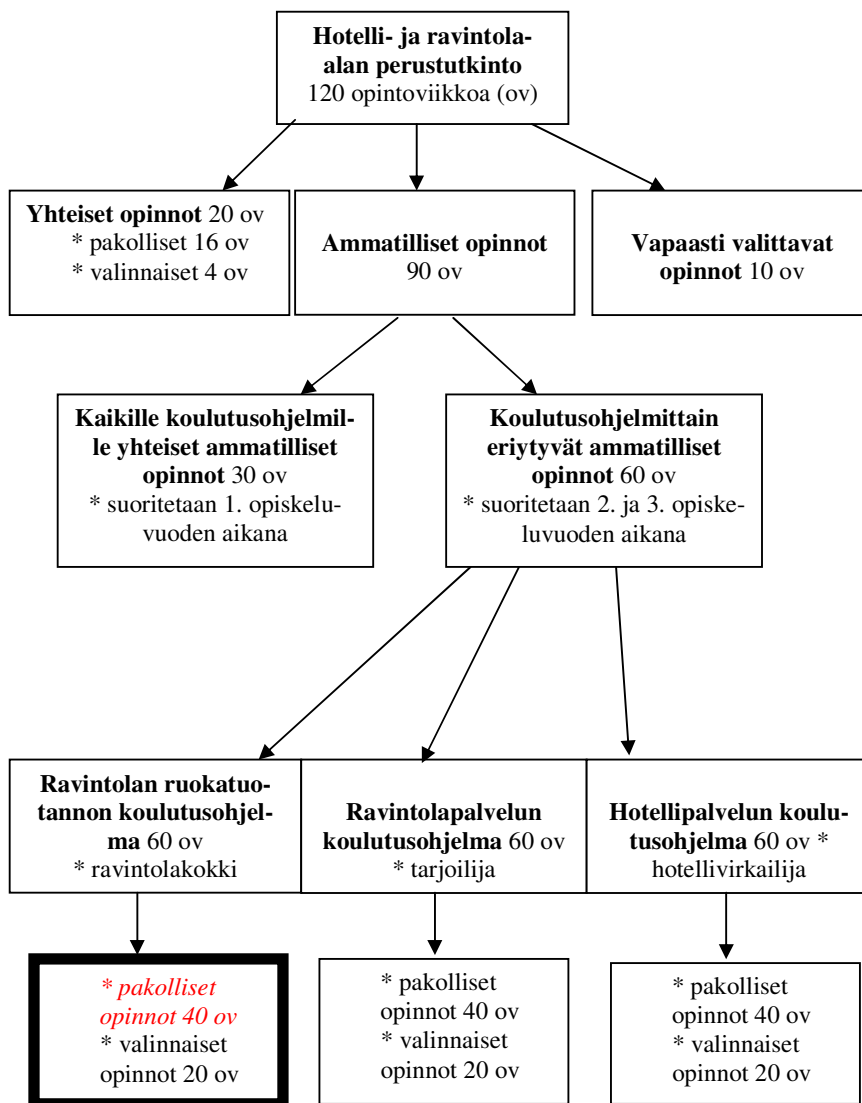 Hotelli- ja ravintola-
alan perustutkinto
120 opintoviikkoa (ov)
Yhteiset opinnot 20 ov
* pakolliset 16 ov
* valinnaiset 4 ov
Ammatilliset opinnot
90 ov
Vapaasti valittavat
opinnot 10 ov
Kaikille koulutusohjelmil-
le yhteiset ammatilliset
opinnot 30 ov
* suoritetaan 1. opiskelu-
vuoden aikana
Koulutusohjelmittain
eriytyvät ammatilliset
opinnot 60 ov
* suoritetaan 2. ja 3. opiske-
luvuoden aikana
Ravintolan ruokatuo-
tannon koulutusohjel-
ma 60 ov
* ravintolakokki
Ravintolapalvelun
koulutusohjelma 60 ov
* tarjoilija
Hotellipalvelun koulu-
tusohjelma 60 ov *
hotellivirkailija
* pakolliset
opinnot 40 ov
* valinnaiset
opinnot 20 ov
* pakolliset
opinnot 40 ov
* valinnaiset
opinnot 20 ov
* pakolliset
opinnot 40 ov
* valinnaiset
opinnot 20 ov